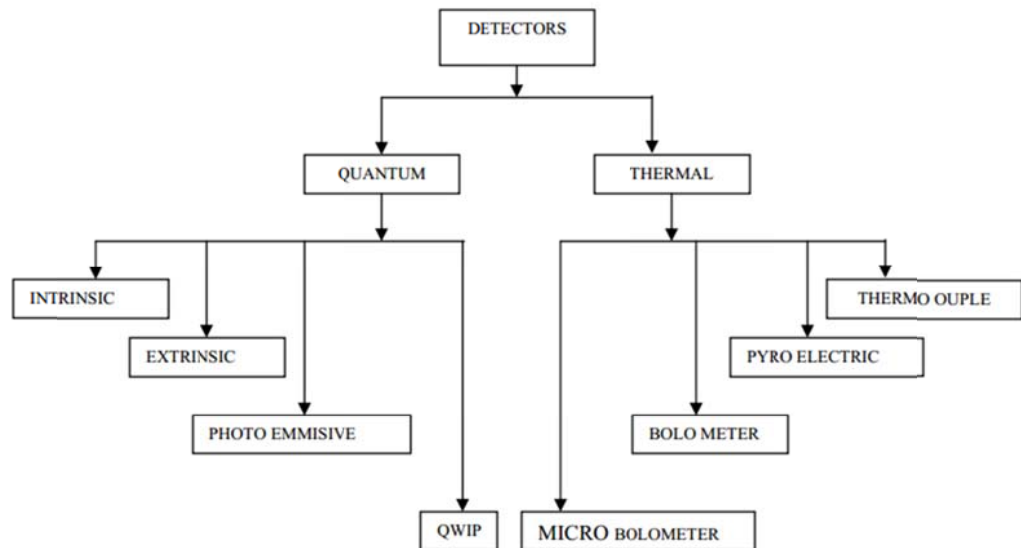 DETECTORS
QUANTUM
THERMAL
INTRINSIC
THERMO OUPLE
EXTRINSIC
PYRO ELECTRIC
PHOTO EMMISIVE
BOLO METER
QWIP
MICRO BOLOMETER